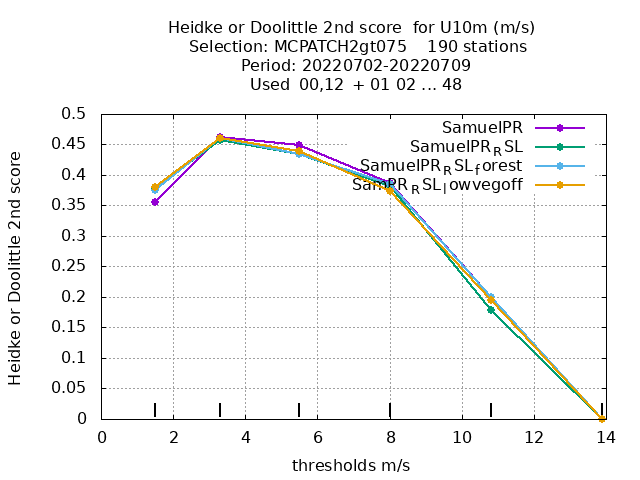 Heidke or Doolittle 2nd score  for U10m (m/s)
Selection: MCPATCH2gt075    190 stations
Period: 20220702-20220709
Used  00,12  + 01 02 ... 48
Heidke or Doolittle 2nd score
0.5
0.45
0.4
0.35
0.3
0.25
0.2
0.15
0.1
0.05
0
SamuelPR
SamuelPR_RSL
SamuelPR_RSL_forest
SamPRR_RSL_lowvegoff
0 2 4 6 8 10 12 14
thresholds m/s